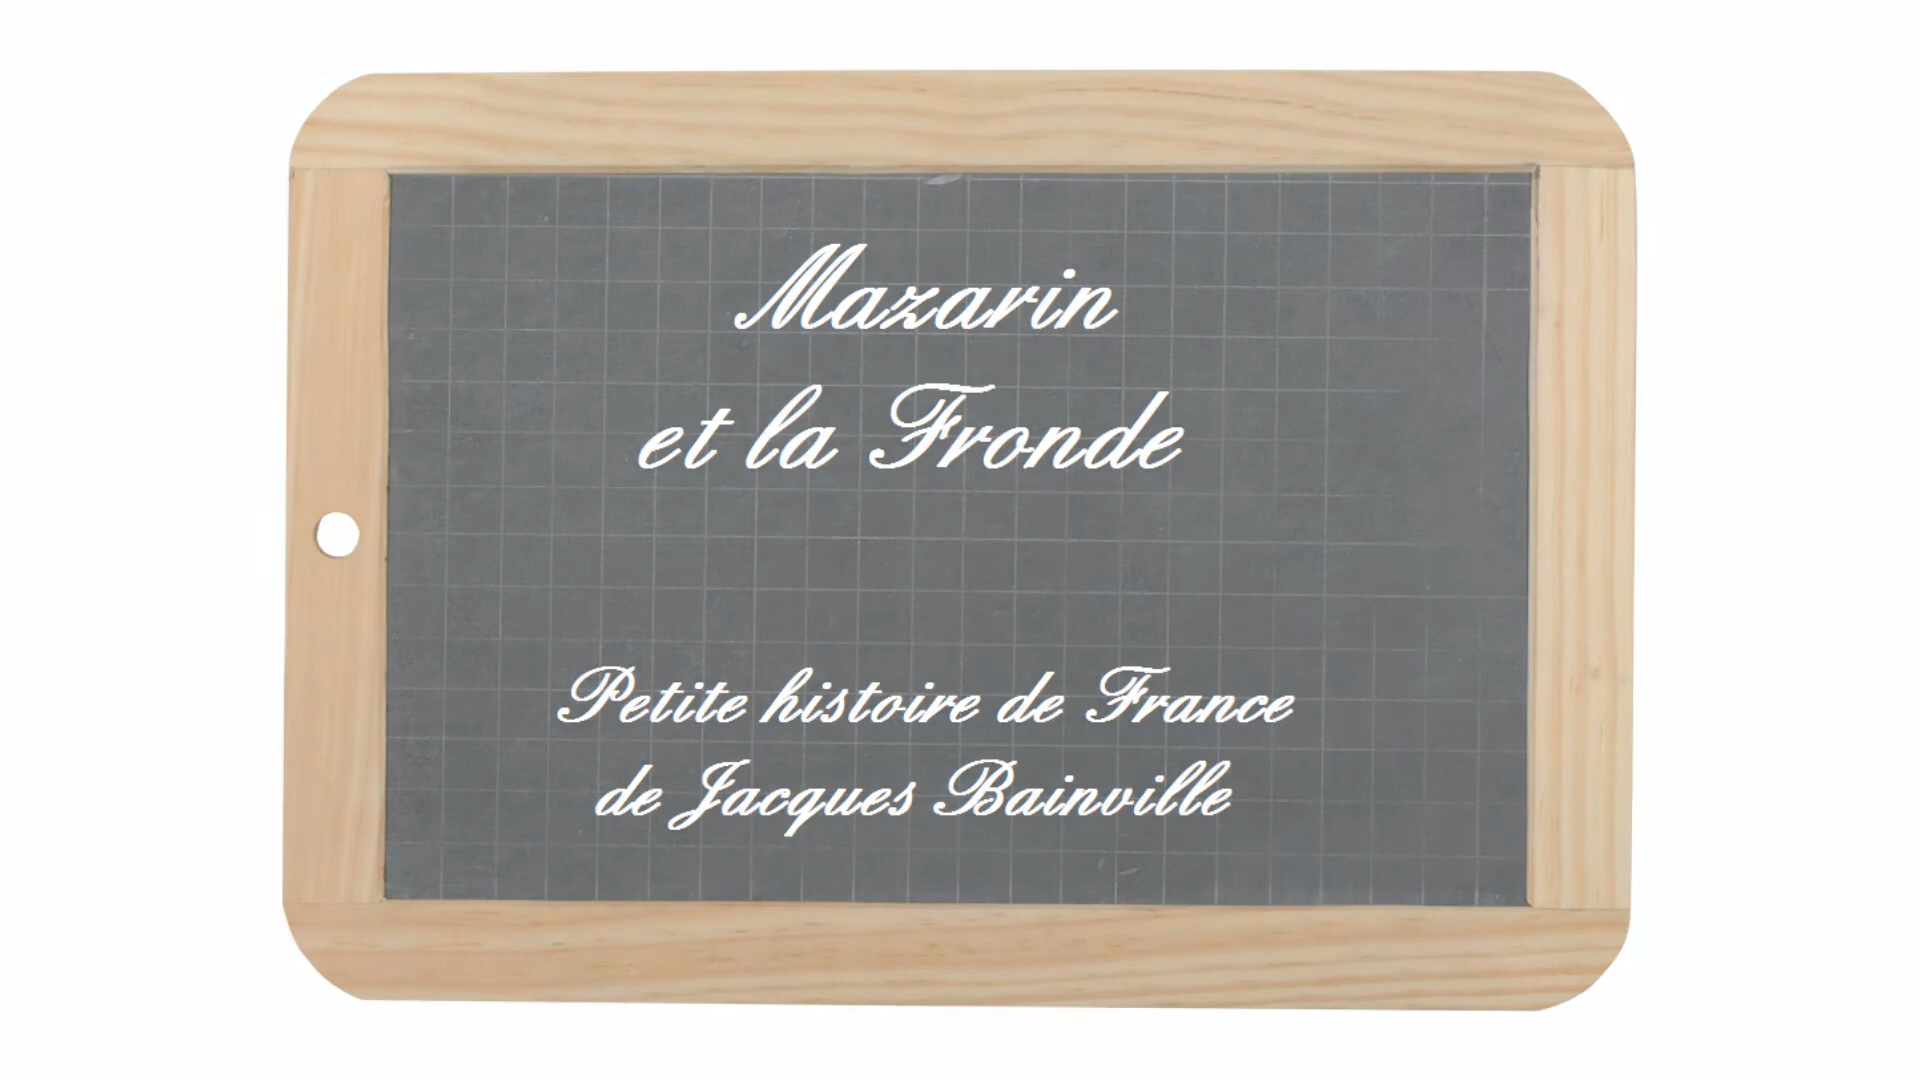 Mazarin
et la Fronde
Petite histoire de France
de Jacques Bainville